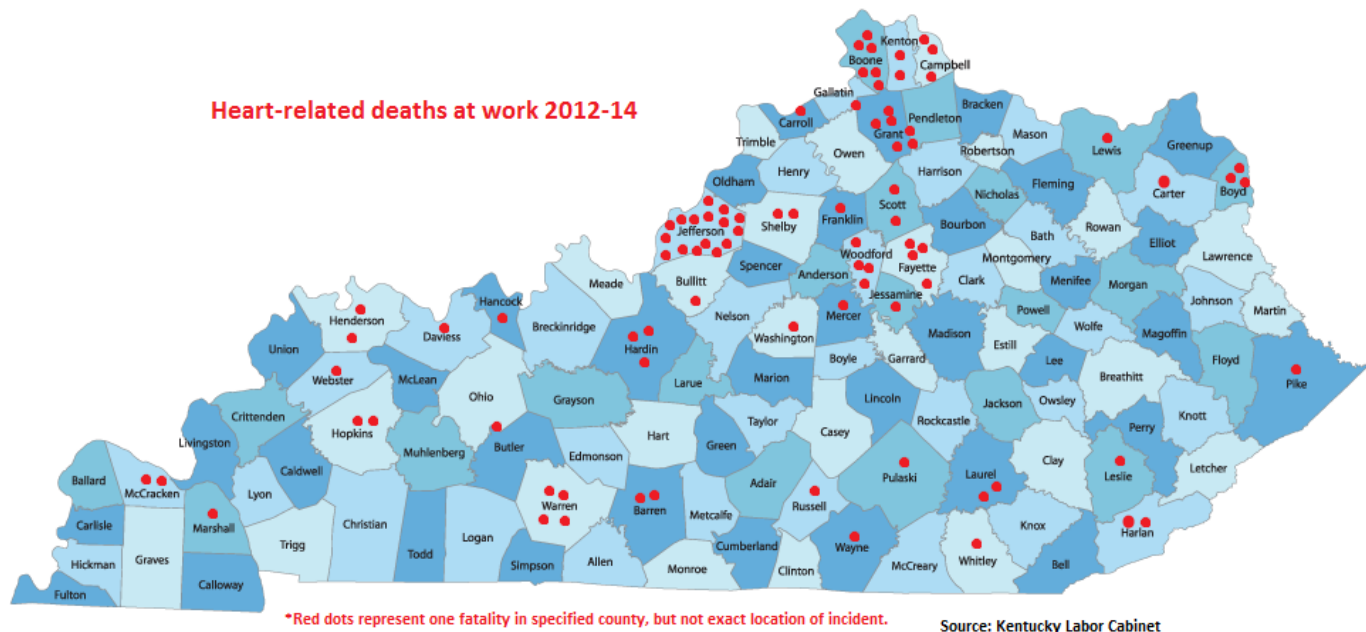 Heart-related deaths at work 2012-14
Boone
Kenton
Campbell
Gallatin
Carroll
Grant
Pendleton
Bracken
Mason
Trimble
Owen
Robertson
Lewis
Greenup
Oldham
Henry
Harrison
Nicholas
Fleming
Carter
Boyd
Jefferson
Shelby
Franklin
Scott
Bourbon
Bath
Rowan
Elliot
Lawrence
Spencer
Anderson
Woodford
Fayette
Clark
Montgomery
Menifee
Morgan
Johnson
Martin
Meade
Bullitt
Nelson
Washington
Mercer
Jessamine
Madison
Powell
Wolfe
Magoffin
Floyd
Pike
Henderson
Daviess
Hancock
Breckinridge
Hardin
Larue
Marion
Boyle
Garrard
Estill
Lee
Breathitt
Union
Webster
McLean
Ohio
Grayson
Hart
Green
Taylor
Casey
Lincoln
Rockcastle
Jackson
Owsley
Perry
Knott
Crittenden
Livingston
Hopkins
Muhlenberg
Butler
Edmonson
Adair
Pulaski
Laurel
Clay
Leslie
Letcher
Ballard
McCracken
Lyon
Caldwell
Warren
Barren
Metcalfe
Russell
Wayne
Knox
Harlan
Carlisle
Graves
Marshall
Trigg
Christian
Todd
Logan
Simpson
Allen
Monroe
Cumberland
Clinton
McCreary
Whitley
Bell
Hickman
Fulton
Calloway
*Red dots represent one fatality in specified county, but not exact location of incident.
Source: Kentucky Labor Cabinet